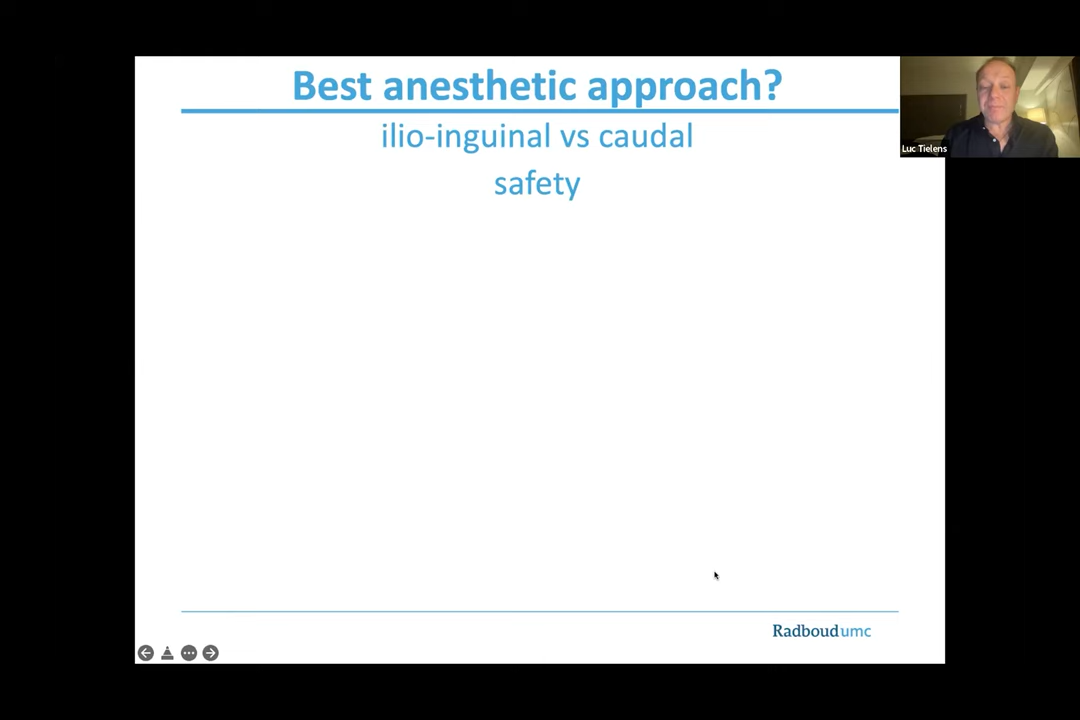 Best anesthetic approach?
ilio-inguinal vs caudal
safety
Luc Tielens
Radboudumc